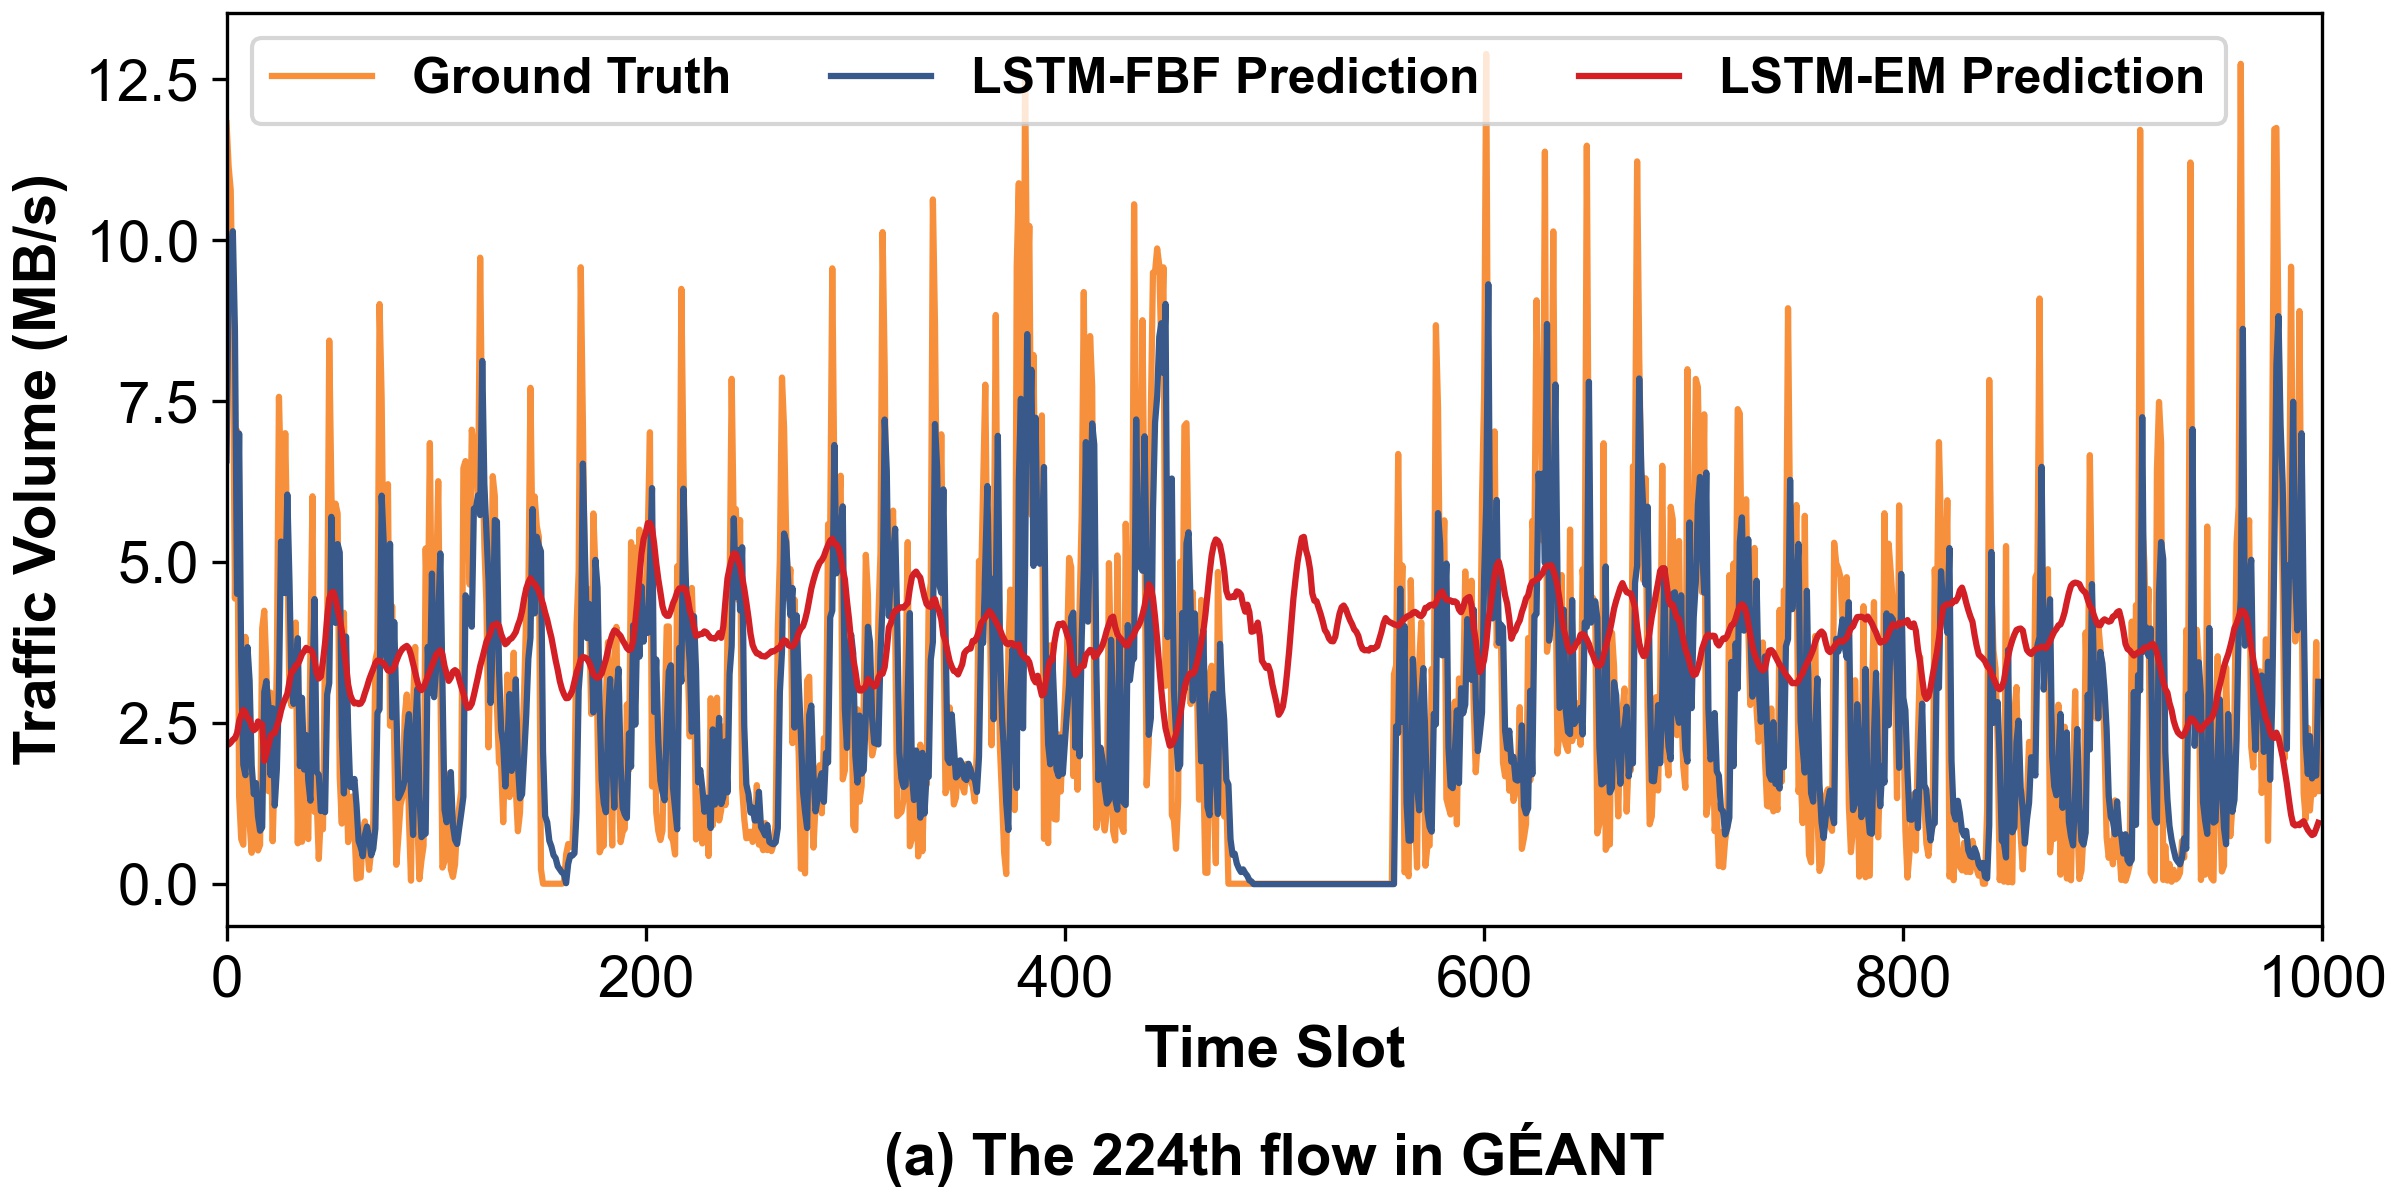 Ground Truth LSTM-FBF Prediction LSTM-EM Prediction
Traffic Volume (MB/s)
12.5
10.0
7.5
5.0
2.5
0.0
0 200 400 600 800 1000
Time Slot
(a) The 224th flow in GÉANT